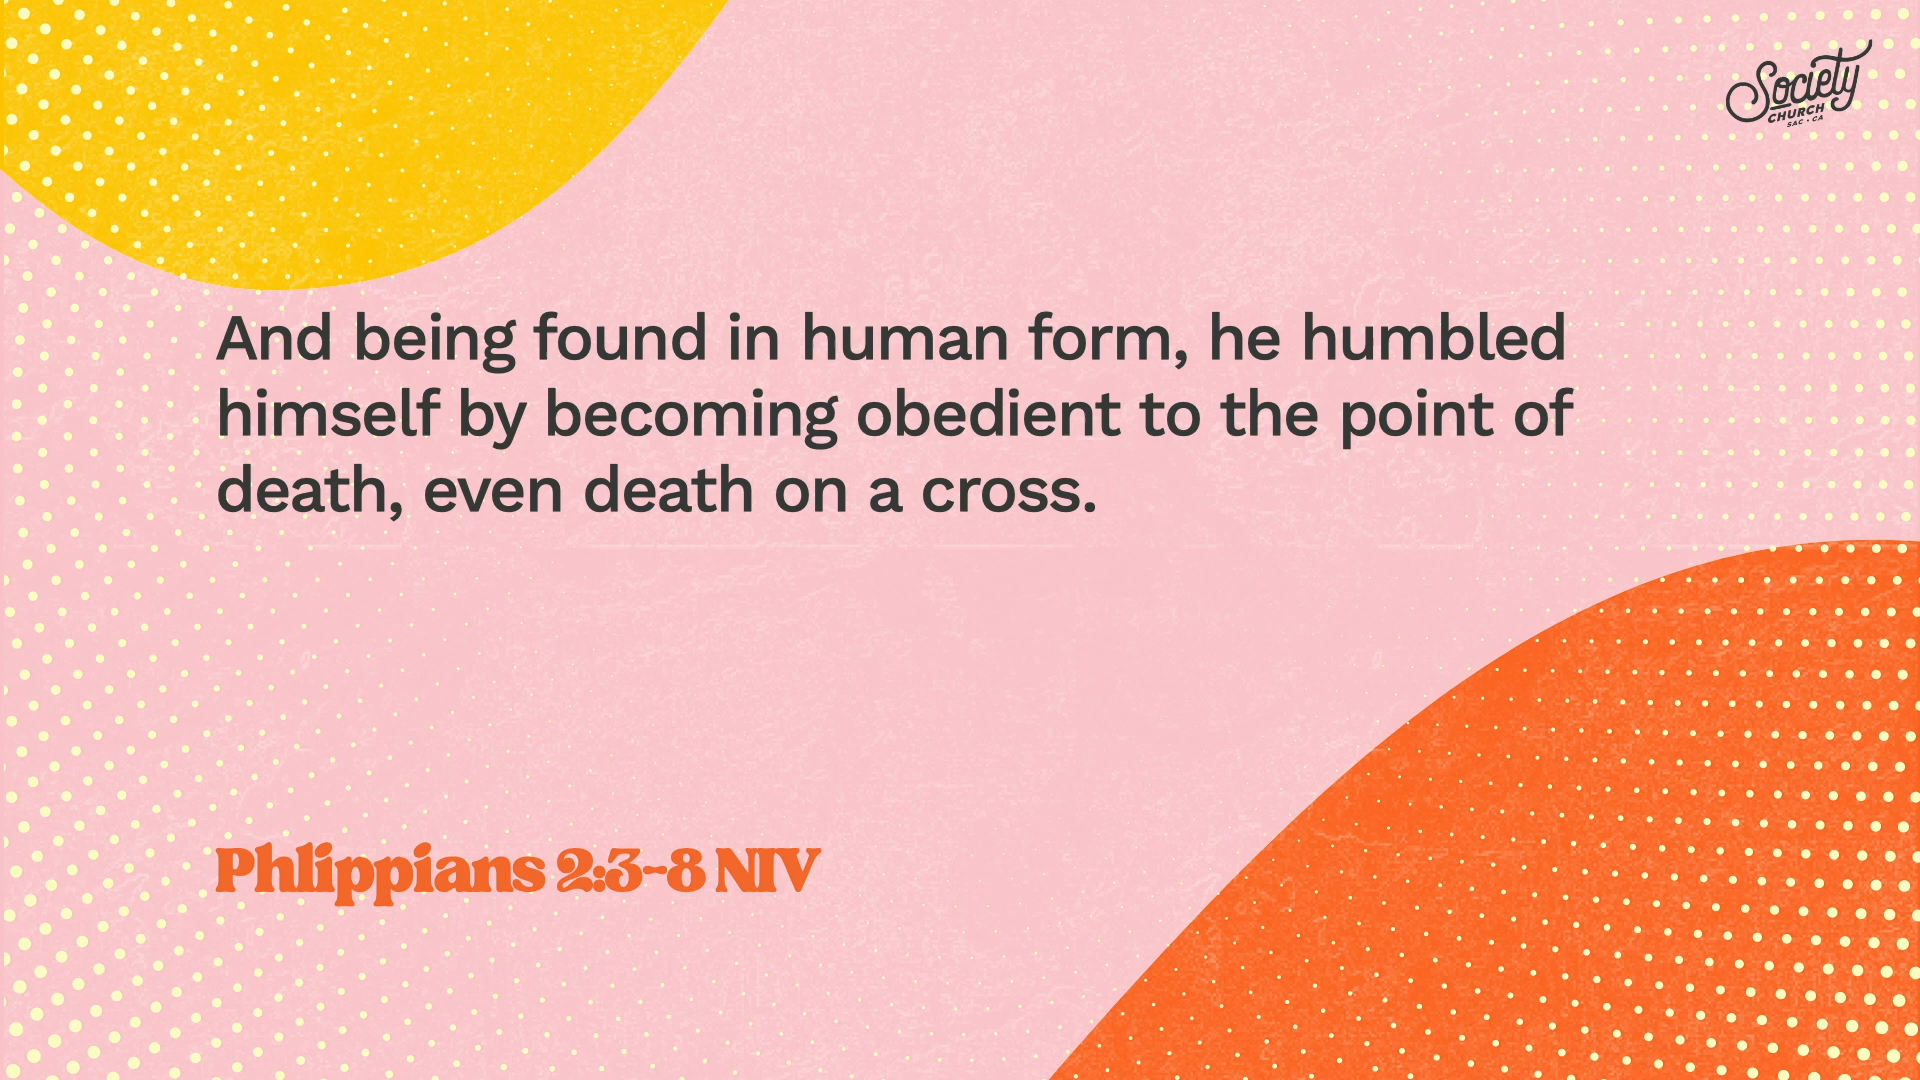 Society
CHURCH
SAC • CA
And being found in human form, he humbled
himself by becoming obedient to the point of
death, even death on a cross.
Phlippians 2:3-8 NIV